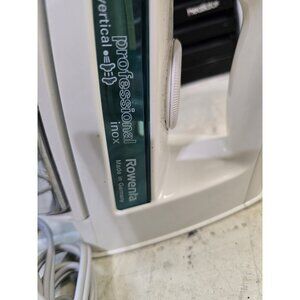 professional
vertical
inox
Rowenta
Made in Germany